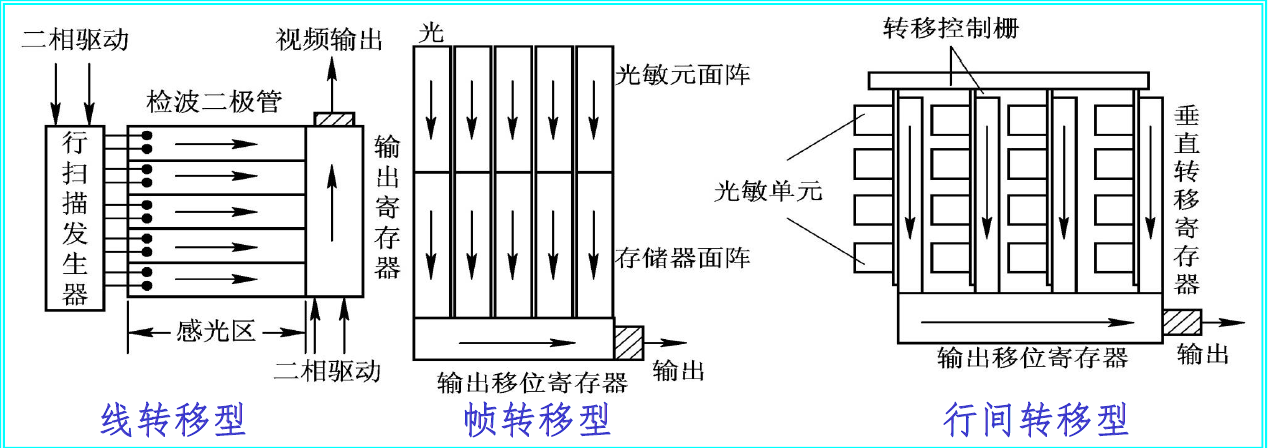 二相驱动
视频输出
检波二极管
行扫描发生器
输出寄存器
感光区
二相驱动
线转移型
光
光敏元面阵
存储器面阵
输出移位寄存器
输出
帧转移型
转移控制栅
光敏单元
垂直转移寄存器
输出移位寄存器
输出
行间转移型